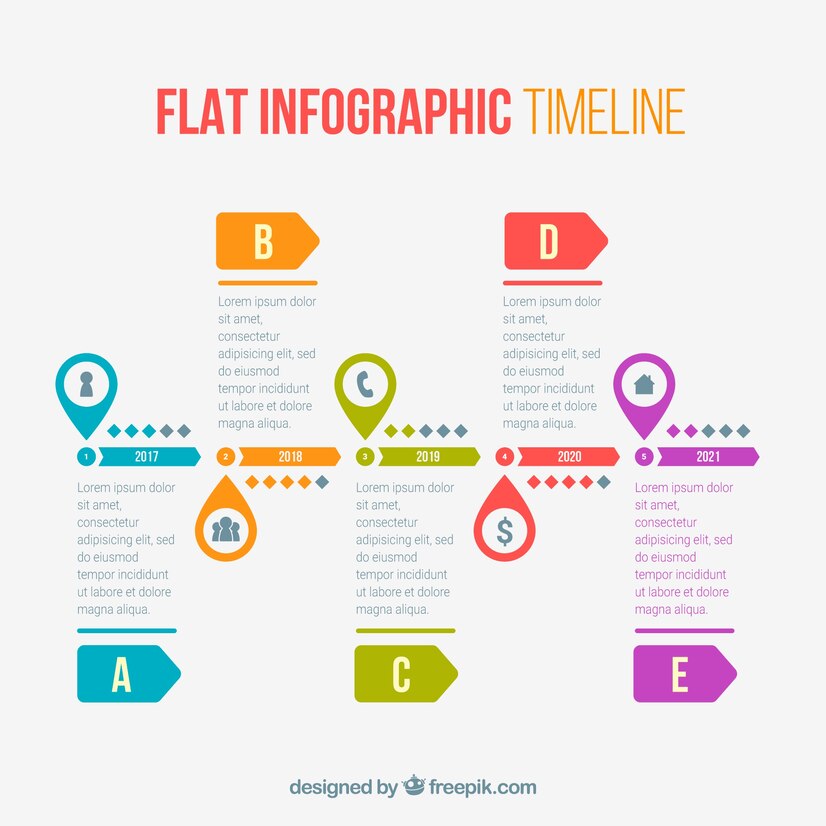 FLAT INFOGRAPHIC TIMELINE
B
Lorem ipsum dolor
sit amet,
consectetur
adipisicing elit, sed
do eiusmod
tempor incididunt
ut labore et dolore
magna aliqua.
D
Lorem ipsum dolor
sit amet,
consectetur
adipisicing elit, sed
do eiusmod
tempor incididunt
ut labore et dolore
magna aliqua.
1 2017
2 2018
3 2019
4 2020
5 2021
Lorem ipsum dolor
sit amet,
consectetur
adipisicing elit, sed
do eiusmod
tempor incididunt
ut labore et dolore
magna aliqua.
A
$
Lorem ipsum dolor
sit amet,
consectetur
adipisicing elit, sed
do eiusmod
tempor incididunt
ut labore et dolore
magna aliqua.
C
Lorem ipsum dolor
sit amet,
consectetur
adipisicing elit, sed
do eiusmod
tempor incididunt
ut labore et dolore
magna aliqua.
E
designed by freepik.com